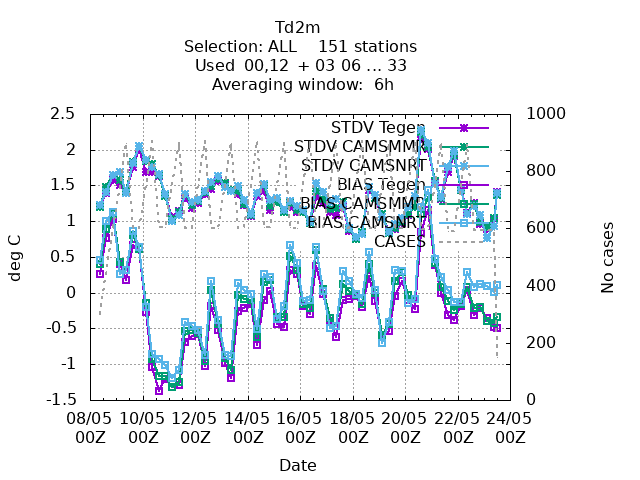 Td2m
Selection: ALL    151 stations
Used  00,12  + 03 06 ... 33
Averaging window:  6h
STDV Tegen
STDV CAMSMMR
STDV CAMSNRT
BIAS Tegen
BIAS CAMSMMR
BIAS CAMSNRT
CASES
deg C
2.5
2
1.5
1
0.5
0
-0.5
-1
-1.5
No cases
1000
800
600
400
200
0
08/05 10/05 12/05 14/05 16/05 18/05 20/05 22/05 24/05
00Z 00Z 00Z 00Z 00Z 00Z 00Z 00Z 00Z
Date